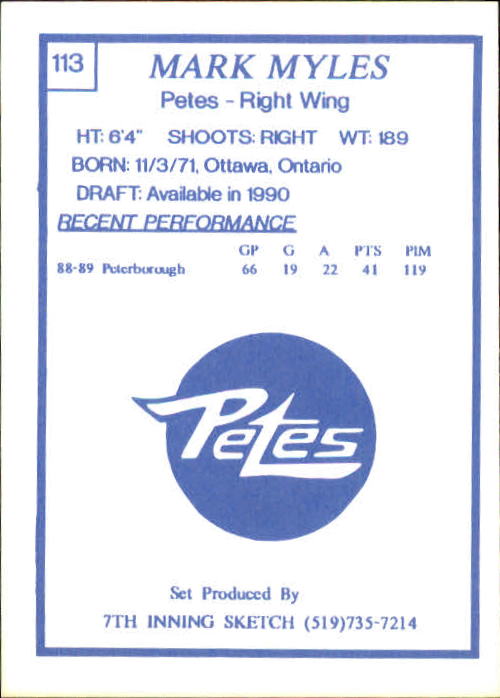 113
MARK MYLES
Petes - Right Wing
HT: 6'4" SHOOTS: RIGHT WT: 189
BORN: 11/3/71, Ottawa, Ontario
DRAFT: Available in 1990
RECENT PERFORMANCE
GP G A PTS PIM
88-89 Peterborough 66 19 22 41 119
Petes
Set Produced By
7TH INNING SKETCH (519)735-7214